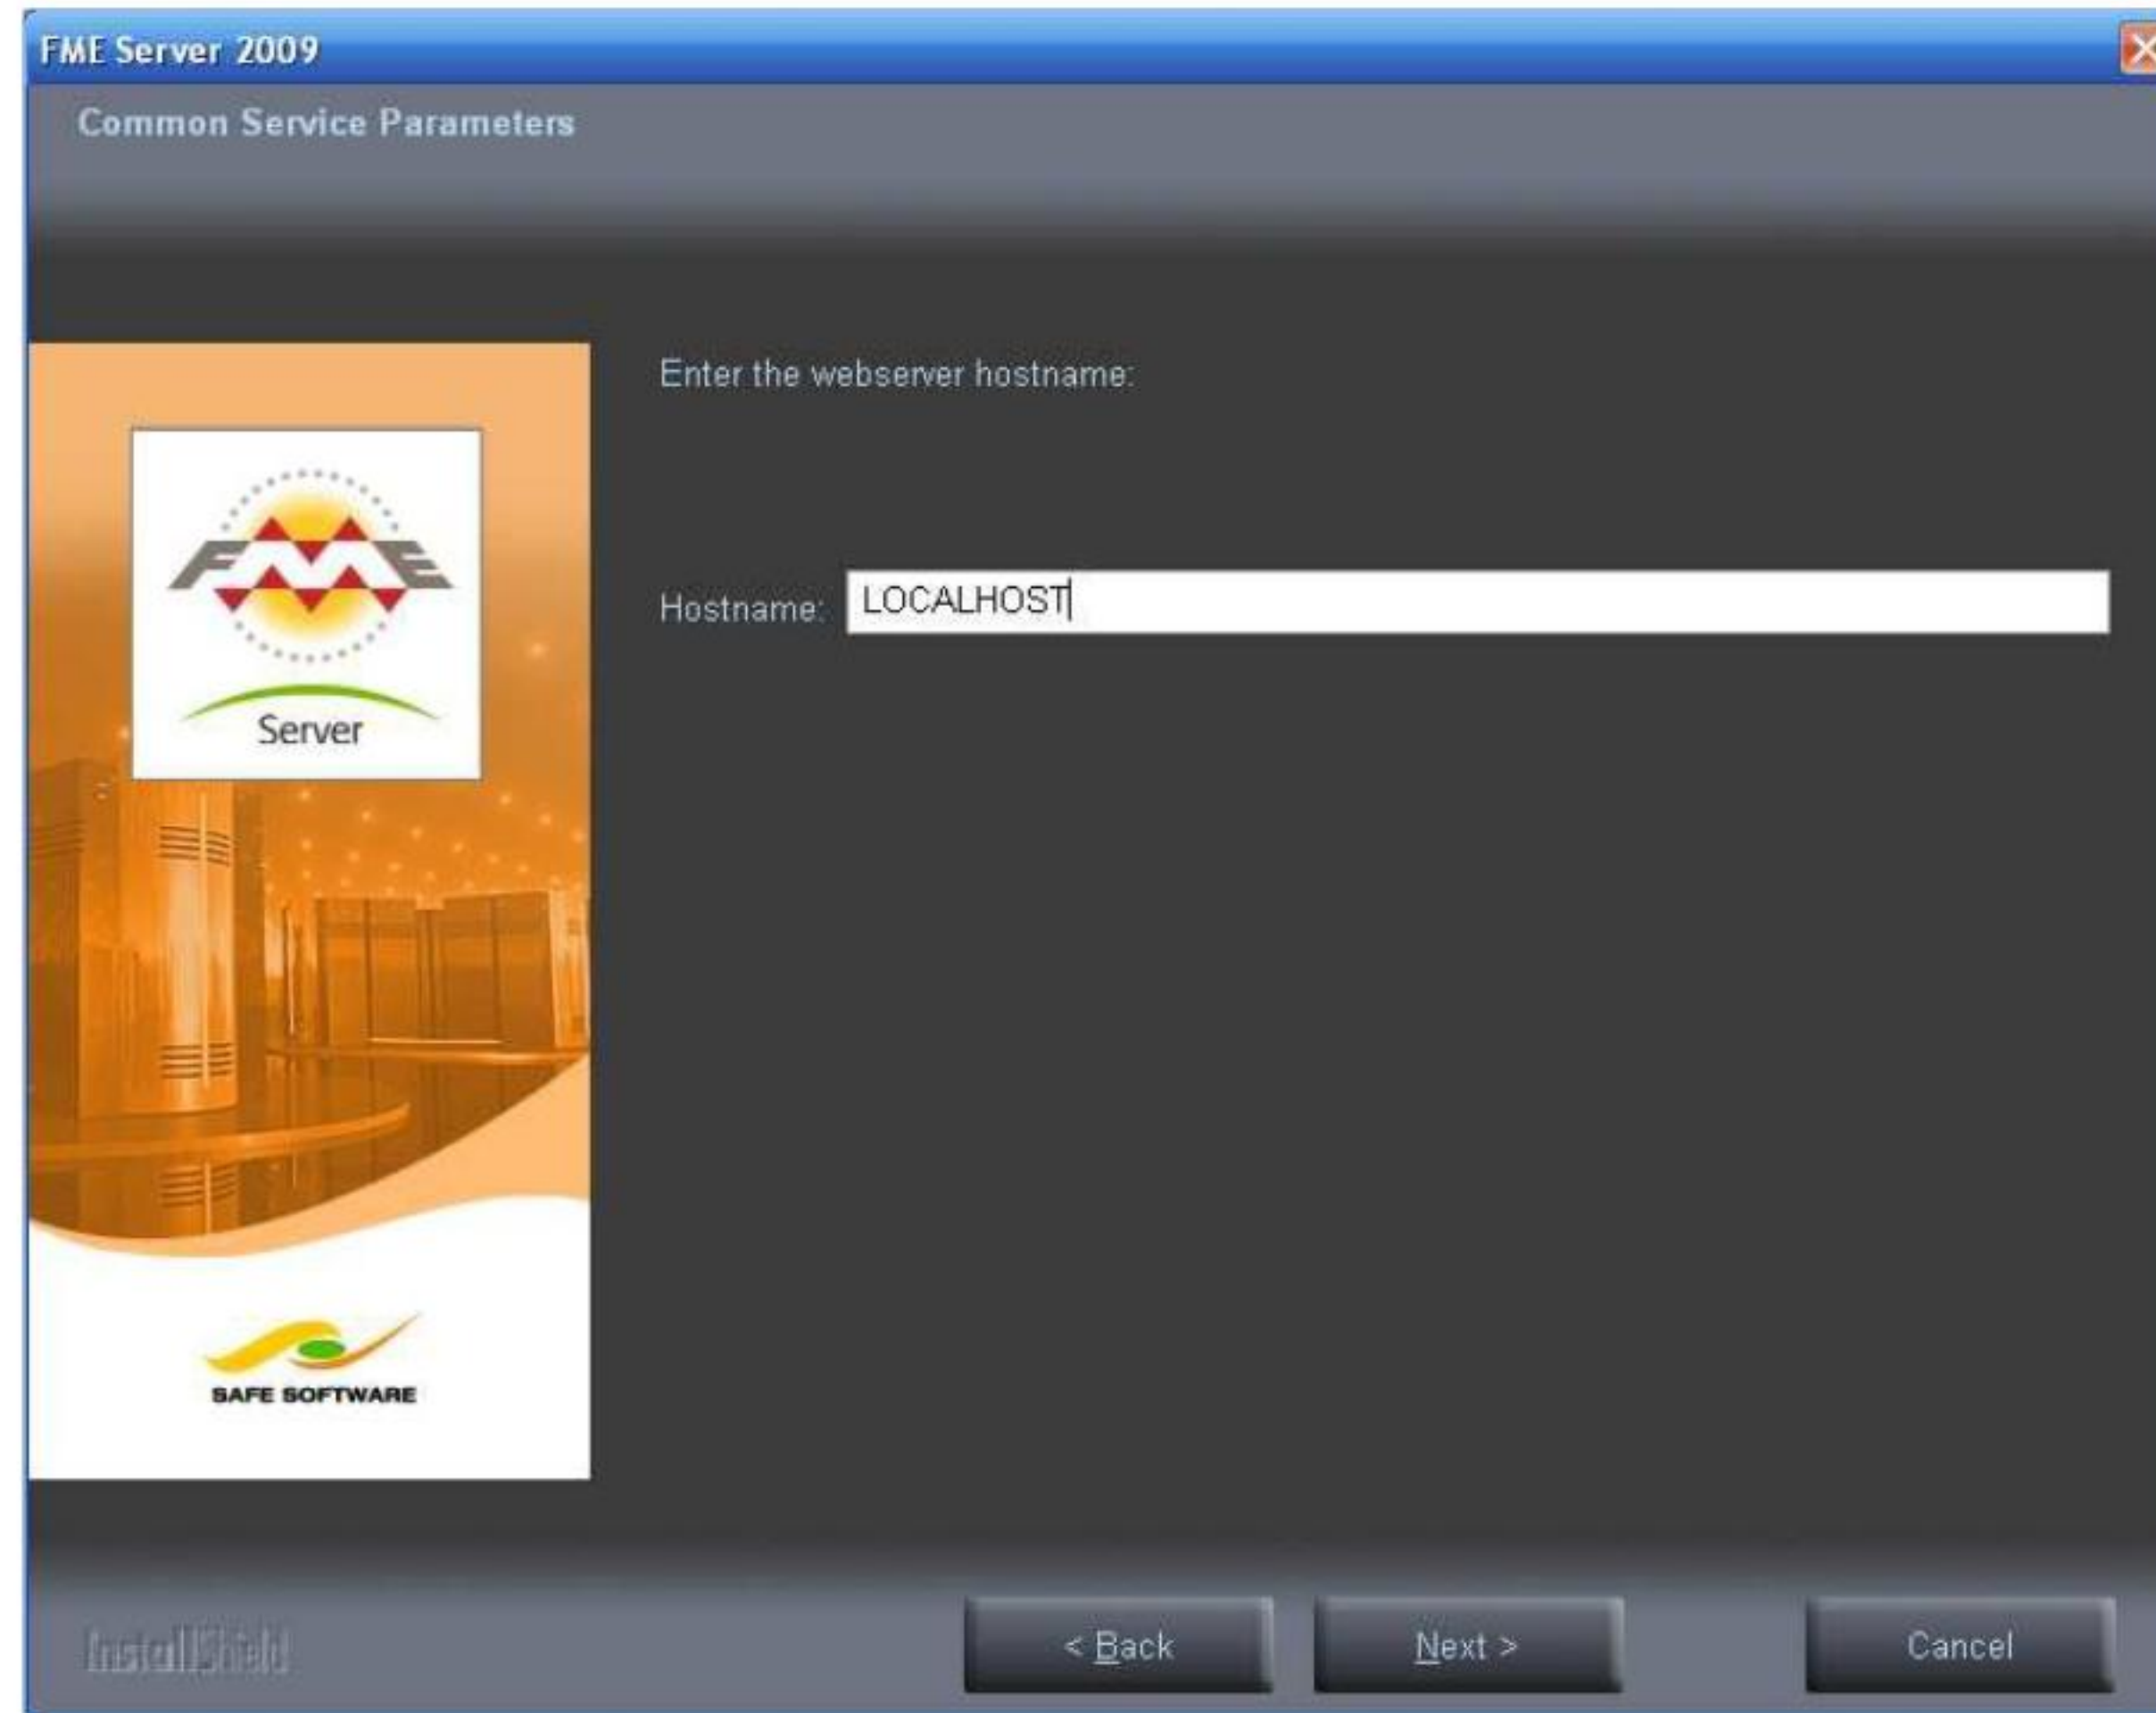 FME Server 2009
Common Service Parameters
Enter the webserver hostname:
Hostname: LOCALHOST
FME
Server
SAFE SOFTWARE
InstallShield
< Back
Next >
Cancel